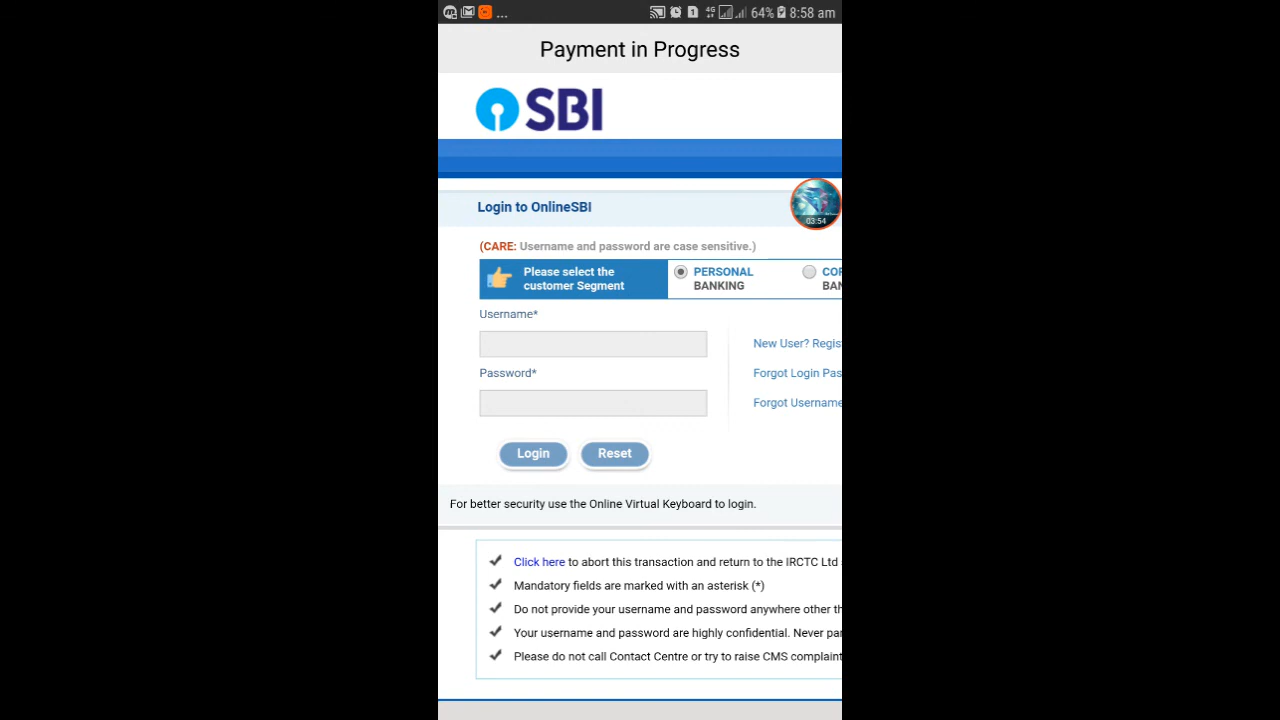 ... 1 4G 64% 8:58 am
Payment in Progress
SBI
Login to OnlineSBI
03:54
(CARE: Username and password are case sensitive.)
Please select the customer Segment
PERSONAL BANKING
Username*
New User? Regis
Password*
Forgot Login Pas
Forgot Username
Login Reset
For better security use the Online Virtual Keyboard to login.
Click here to abort this transaction and return to the IRCTC Ltd
Mandatory fields are marked with an asterisk (*)
Do not provide your username and password anywhere other th
Your username and password are highly confidential. Never par
Please do not call Contact Centre or try to raise CMS complaint